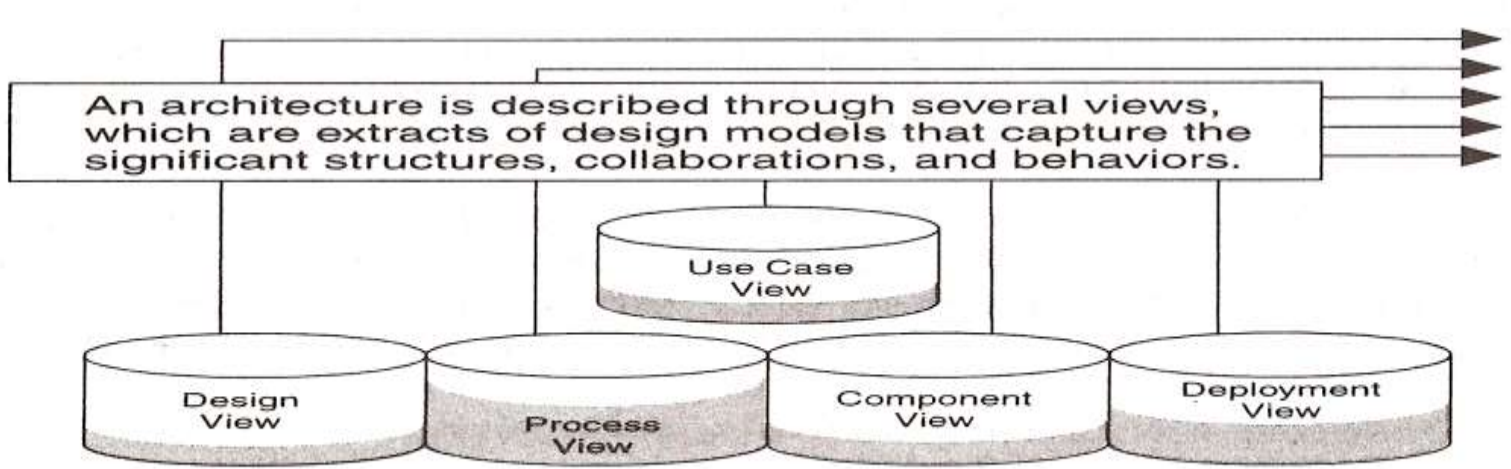 An architecture is described through several views,
which are extracts of design models that capture the
significant structures, collaborations, and behaviors.
Use Case
View
Design
View
Process
View
Component
View
Deployment
View